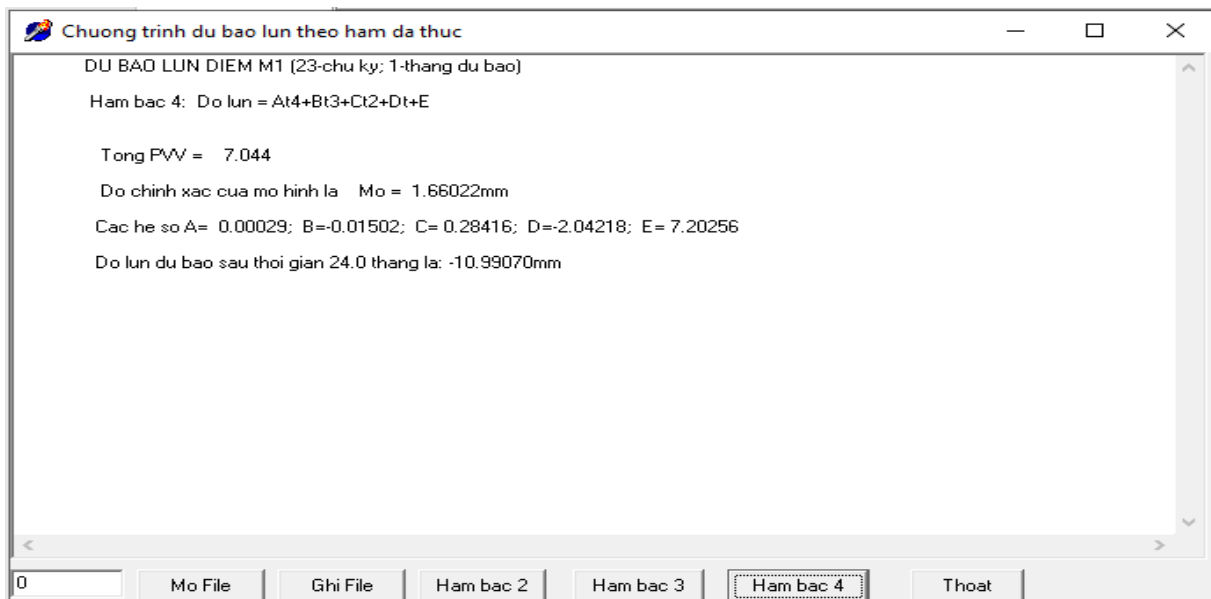 Chuong trinh du bao lun theo ham da thuc
DU BAO LUN DIEM M1 (23-chu ky; 1-thang du bao)
Ham bac 4: Do lun = At4+Bt3+Ct2+Dt+E
Tong PVV = 7.044
Do chinh xac cua mo hinh la Mo = 1.66022mm
Cac he so A= 0.00029; B=-0.01502; C= 0.28416; D=-2.04218; E= 7.20256
Do lun du bao sau thoi gian 24.0 thang la: -10.99070mm
0 Mo File Ghi File Ham bac 2 Ham bac 3 Ham bac 4 Thoat